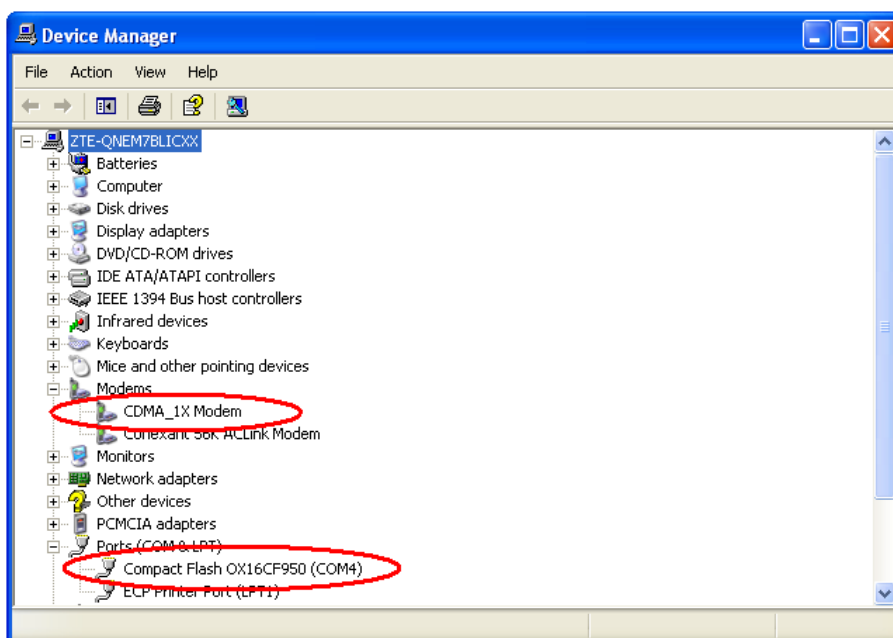 Device Manager
File Action View Help
ZTE-QNEM7BLICXX
Batteries
Computer
Disk drives
Display adapters
DVD/CD-ROM drives
IDE ATA/ATAPI controllers
IEEE 1394 Bus host controllers
Infrared devices
Keyboards
Mice and other pointing devices
Modems
CDMA_1X Modem
Conexant 56K ACLink Modem
Monitors
Network adapters
Other devices
PCMCIA adapters
Ports (COM & LPT)
Compact Flash OX16CF950 (COM4)
ECP Printer Port (LPT1)